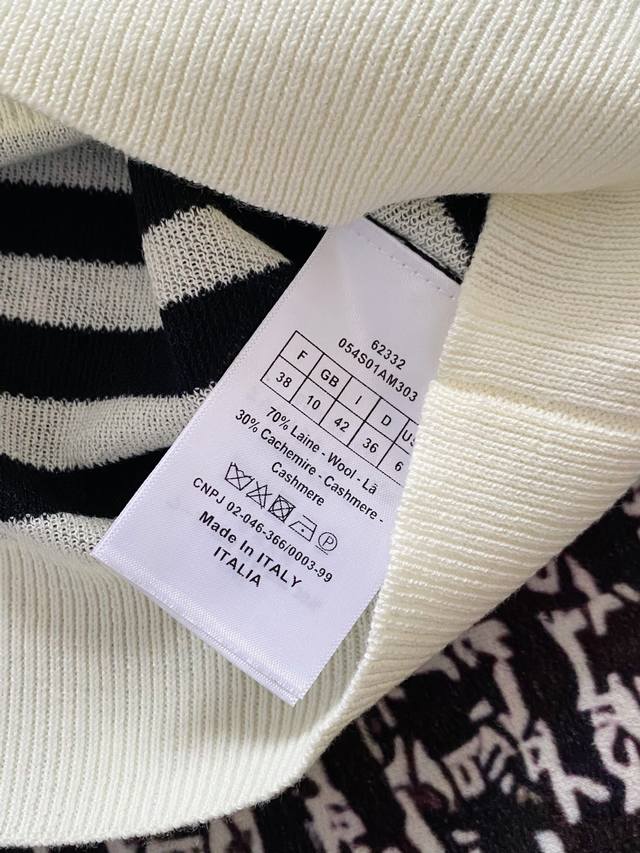 62332
054S01AM303
F GB I D US
38 10 42 36 6
70% Laine - Wool - Lã
30% Cachemire - Cashmere -
Cashmere
P
CNPJ 02-046-366/0003-99
Made In ITALY
ITALIA